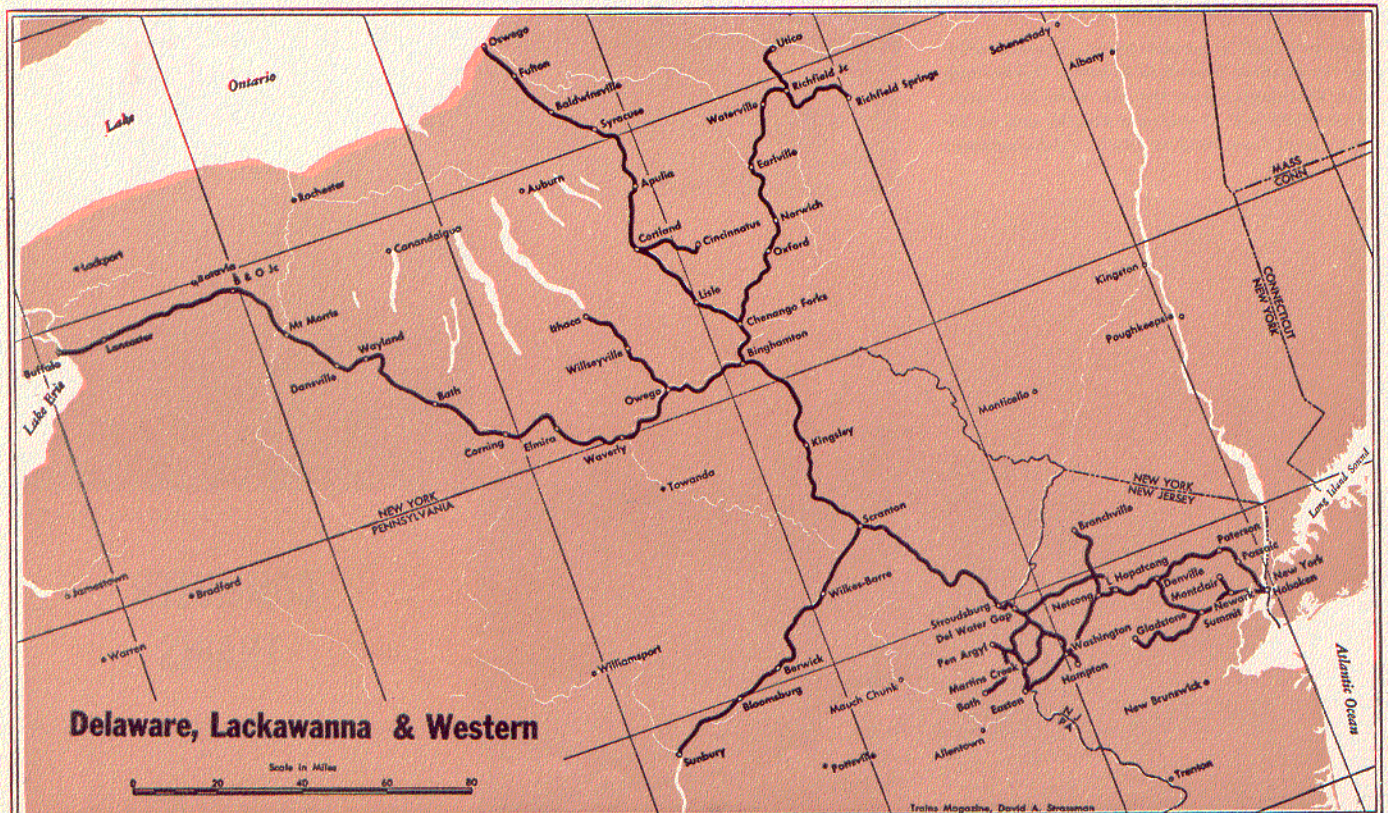 Oswego
Fulton
Baldwinsville
Syracuse
Utica
Richfield Jc
Richfield Springs
Waterville
Schenectady
Albany
Lake
Ontario
Earlville
Apulia
Auburn
Rochester
MASS
CONN
Norwich
Cortland
Cincinnatus
Canandaigua
Oxford
Lockport
Batavia
B & O Jc
Kingston
CONNECTICUT
NEW YORK
Lisle
Chenango Forks
Mt Morris
Ithaca
Poughkeepsie
Lancaster
Wayland
Willseyville
Binghamton
Buffalo
Dansville
Lake Erie
Bath
Owego
Monticello
Corning
Elmira
Waverly
Kingsley
Towanda
NEW YORK
PENNSYLVANIA
NEW YORK
NEW JERSEY
Long Island Sound
Scranton
Branchville
Paterson
Passaic
Hopatcong
Denville
Montclair
New York
Hoboken
Jamestown
Bradford
Wilkes-Barre
Stroudsburg
Del Water Gap
Netcong
Newark
Summit
Gladstone
Washington
Warren
Williamsport
Berwick
Pen Argyl
Martins Creek
Hampton
Bath
Easton
Mauch Chunk
New Brunswick
Atlantic Ocean
Bloomsburg
NJ
PA
Delaware, Lackawanna & Western
Allentown
Sunbury
Pottsville
Trenton
Scale in Miles
0 20 40 60 80
Trains Magazine, David A. Strassman